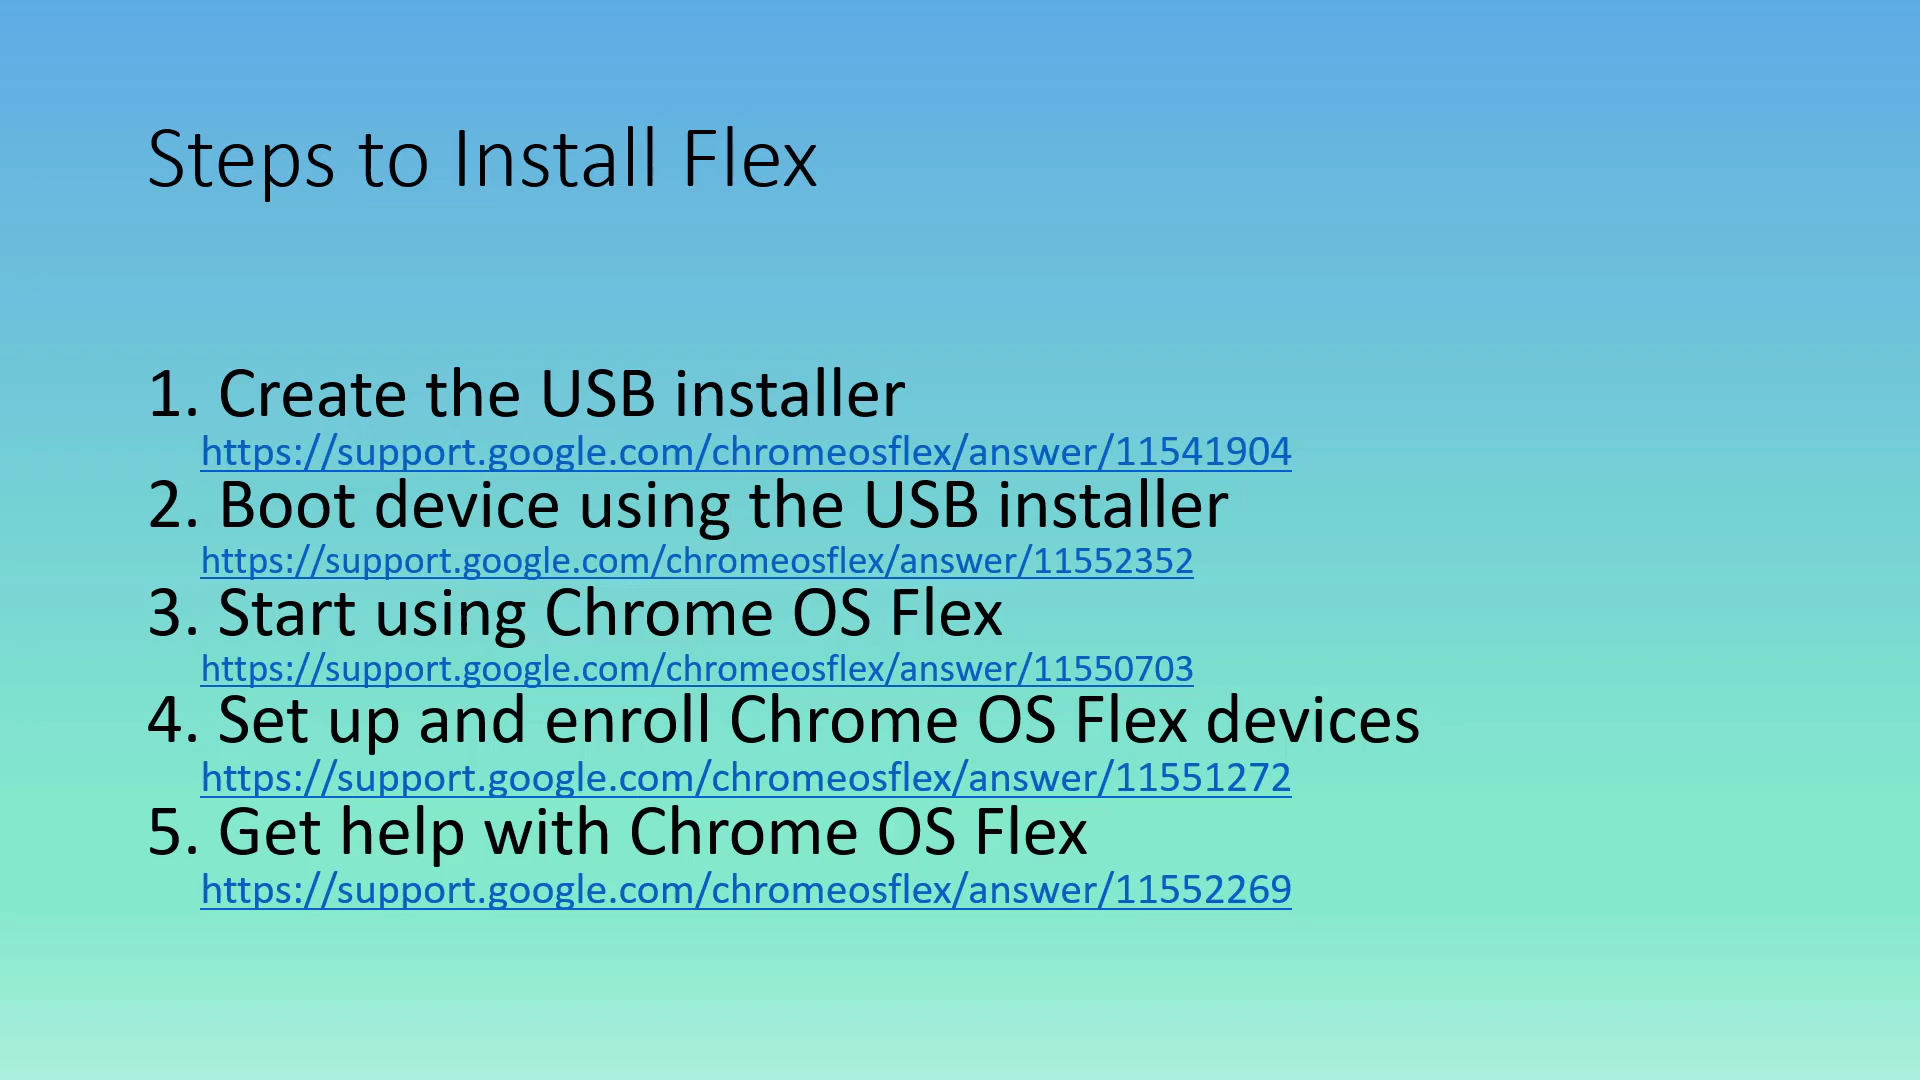 Steps to Install Flex
1. Create the USB installer
https://support.google.com/chromeosflex/answer/11541904
2. Boot device using the USB installer
https://support.google.com/chromeosflex/answer/11552352
3. Start using Chrome OS Flex
https://support.google.com/chromeosflex/answer/11550703
4. Set up and enroll Chrome OS Flex devices
https://support.google.com/chromeosflex/answer/11551272
5. Get help with Chrome OS Flex
https://support.google.com/chromeosflex/answer/11552269